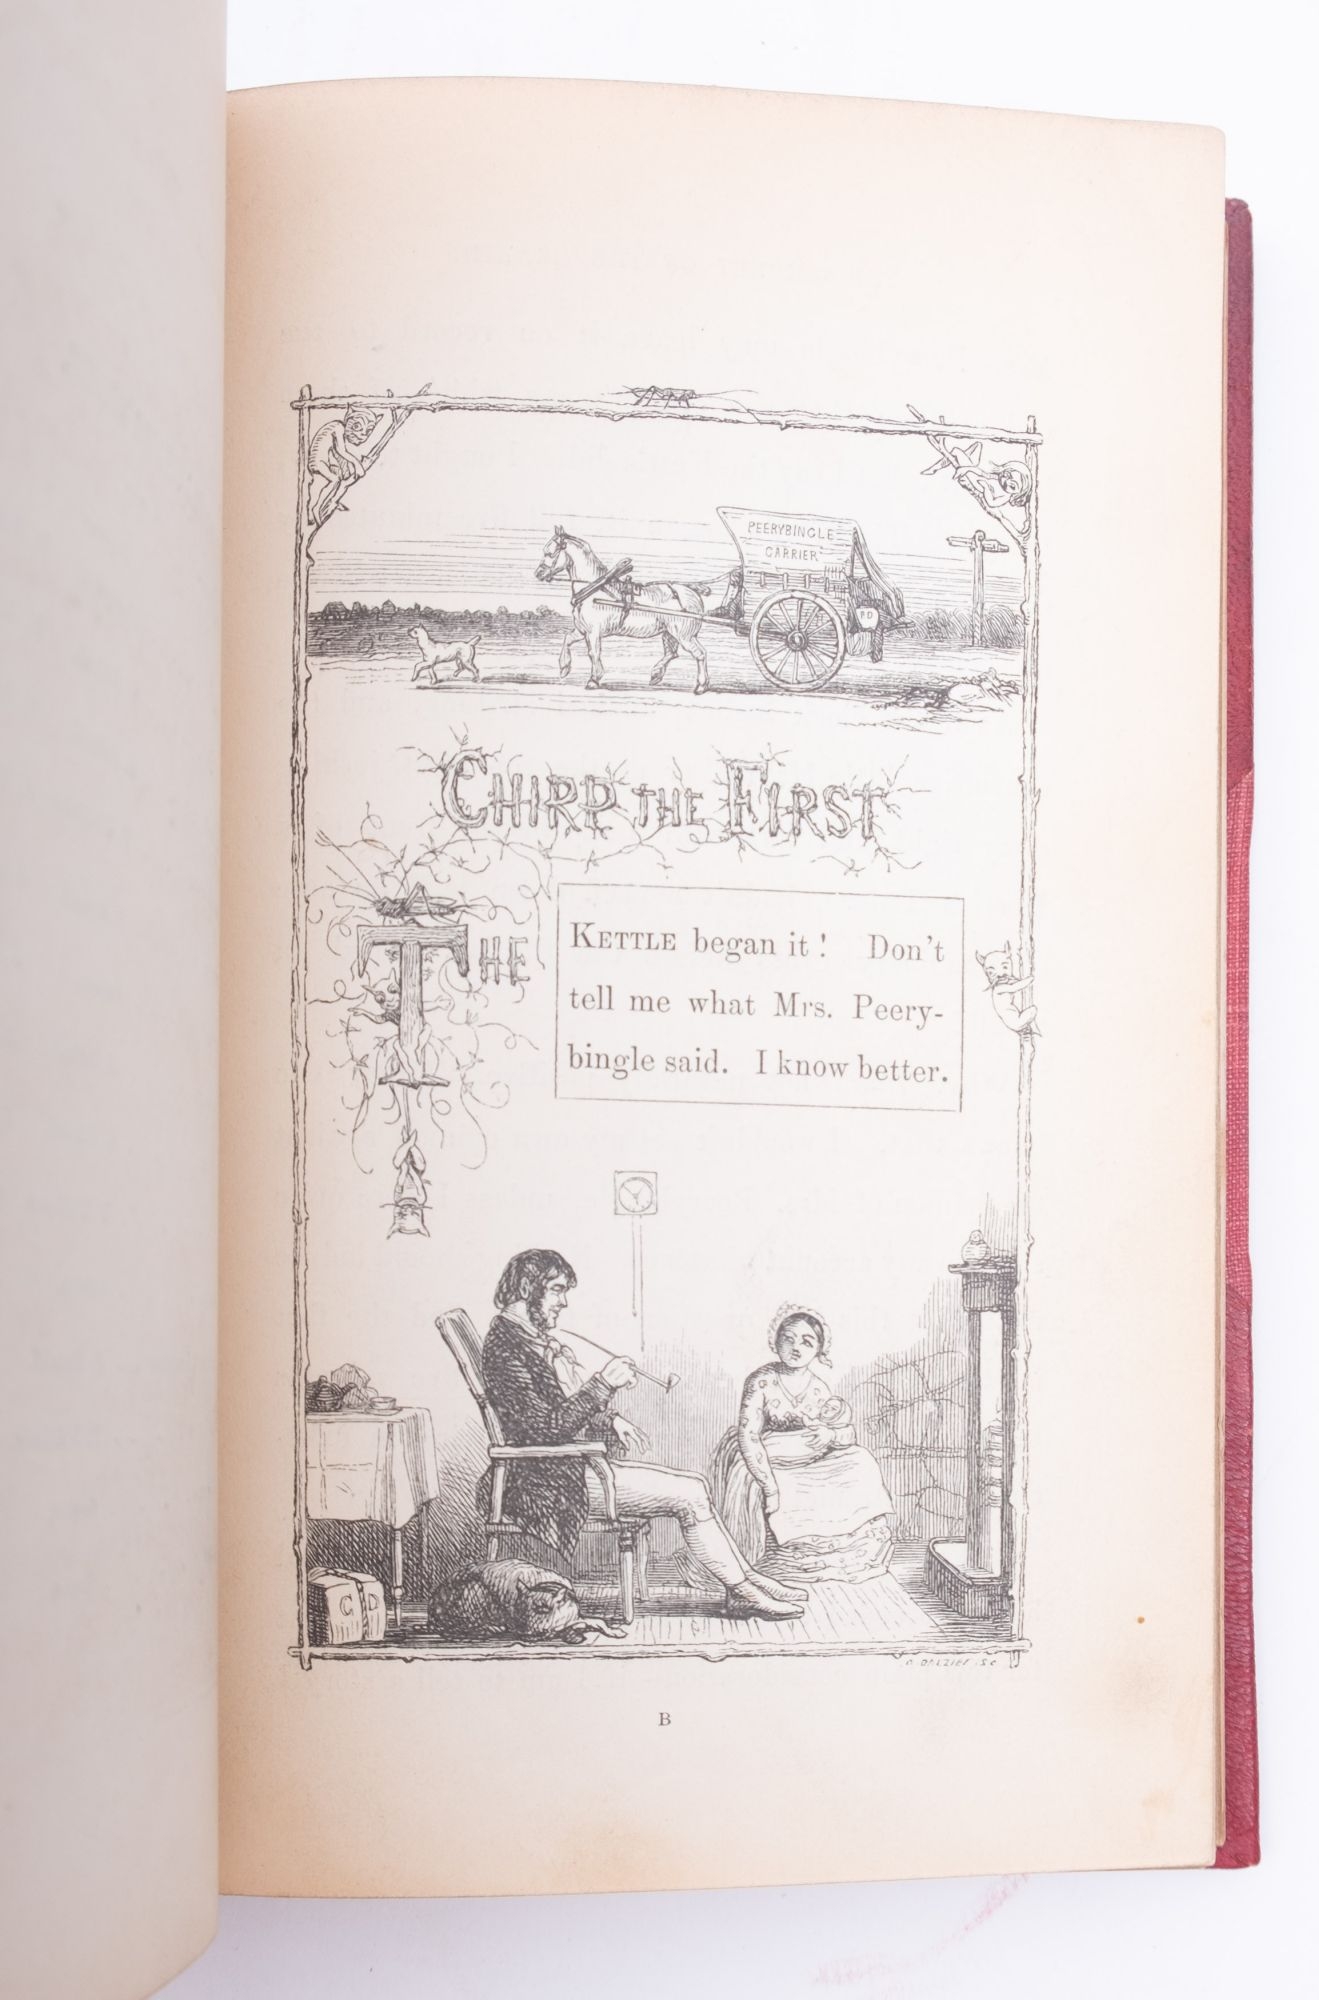 PEERYBINGLE
CARRIER
PD
CHIRP THE FIRST
THE
KETTLE began it! Don't
tell me what Mrs. Peery-
bingle said. I know better.
C D
B